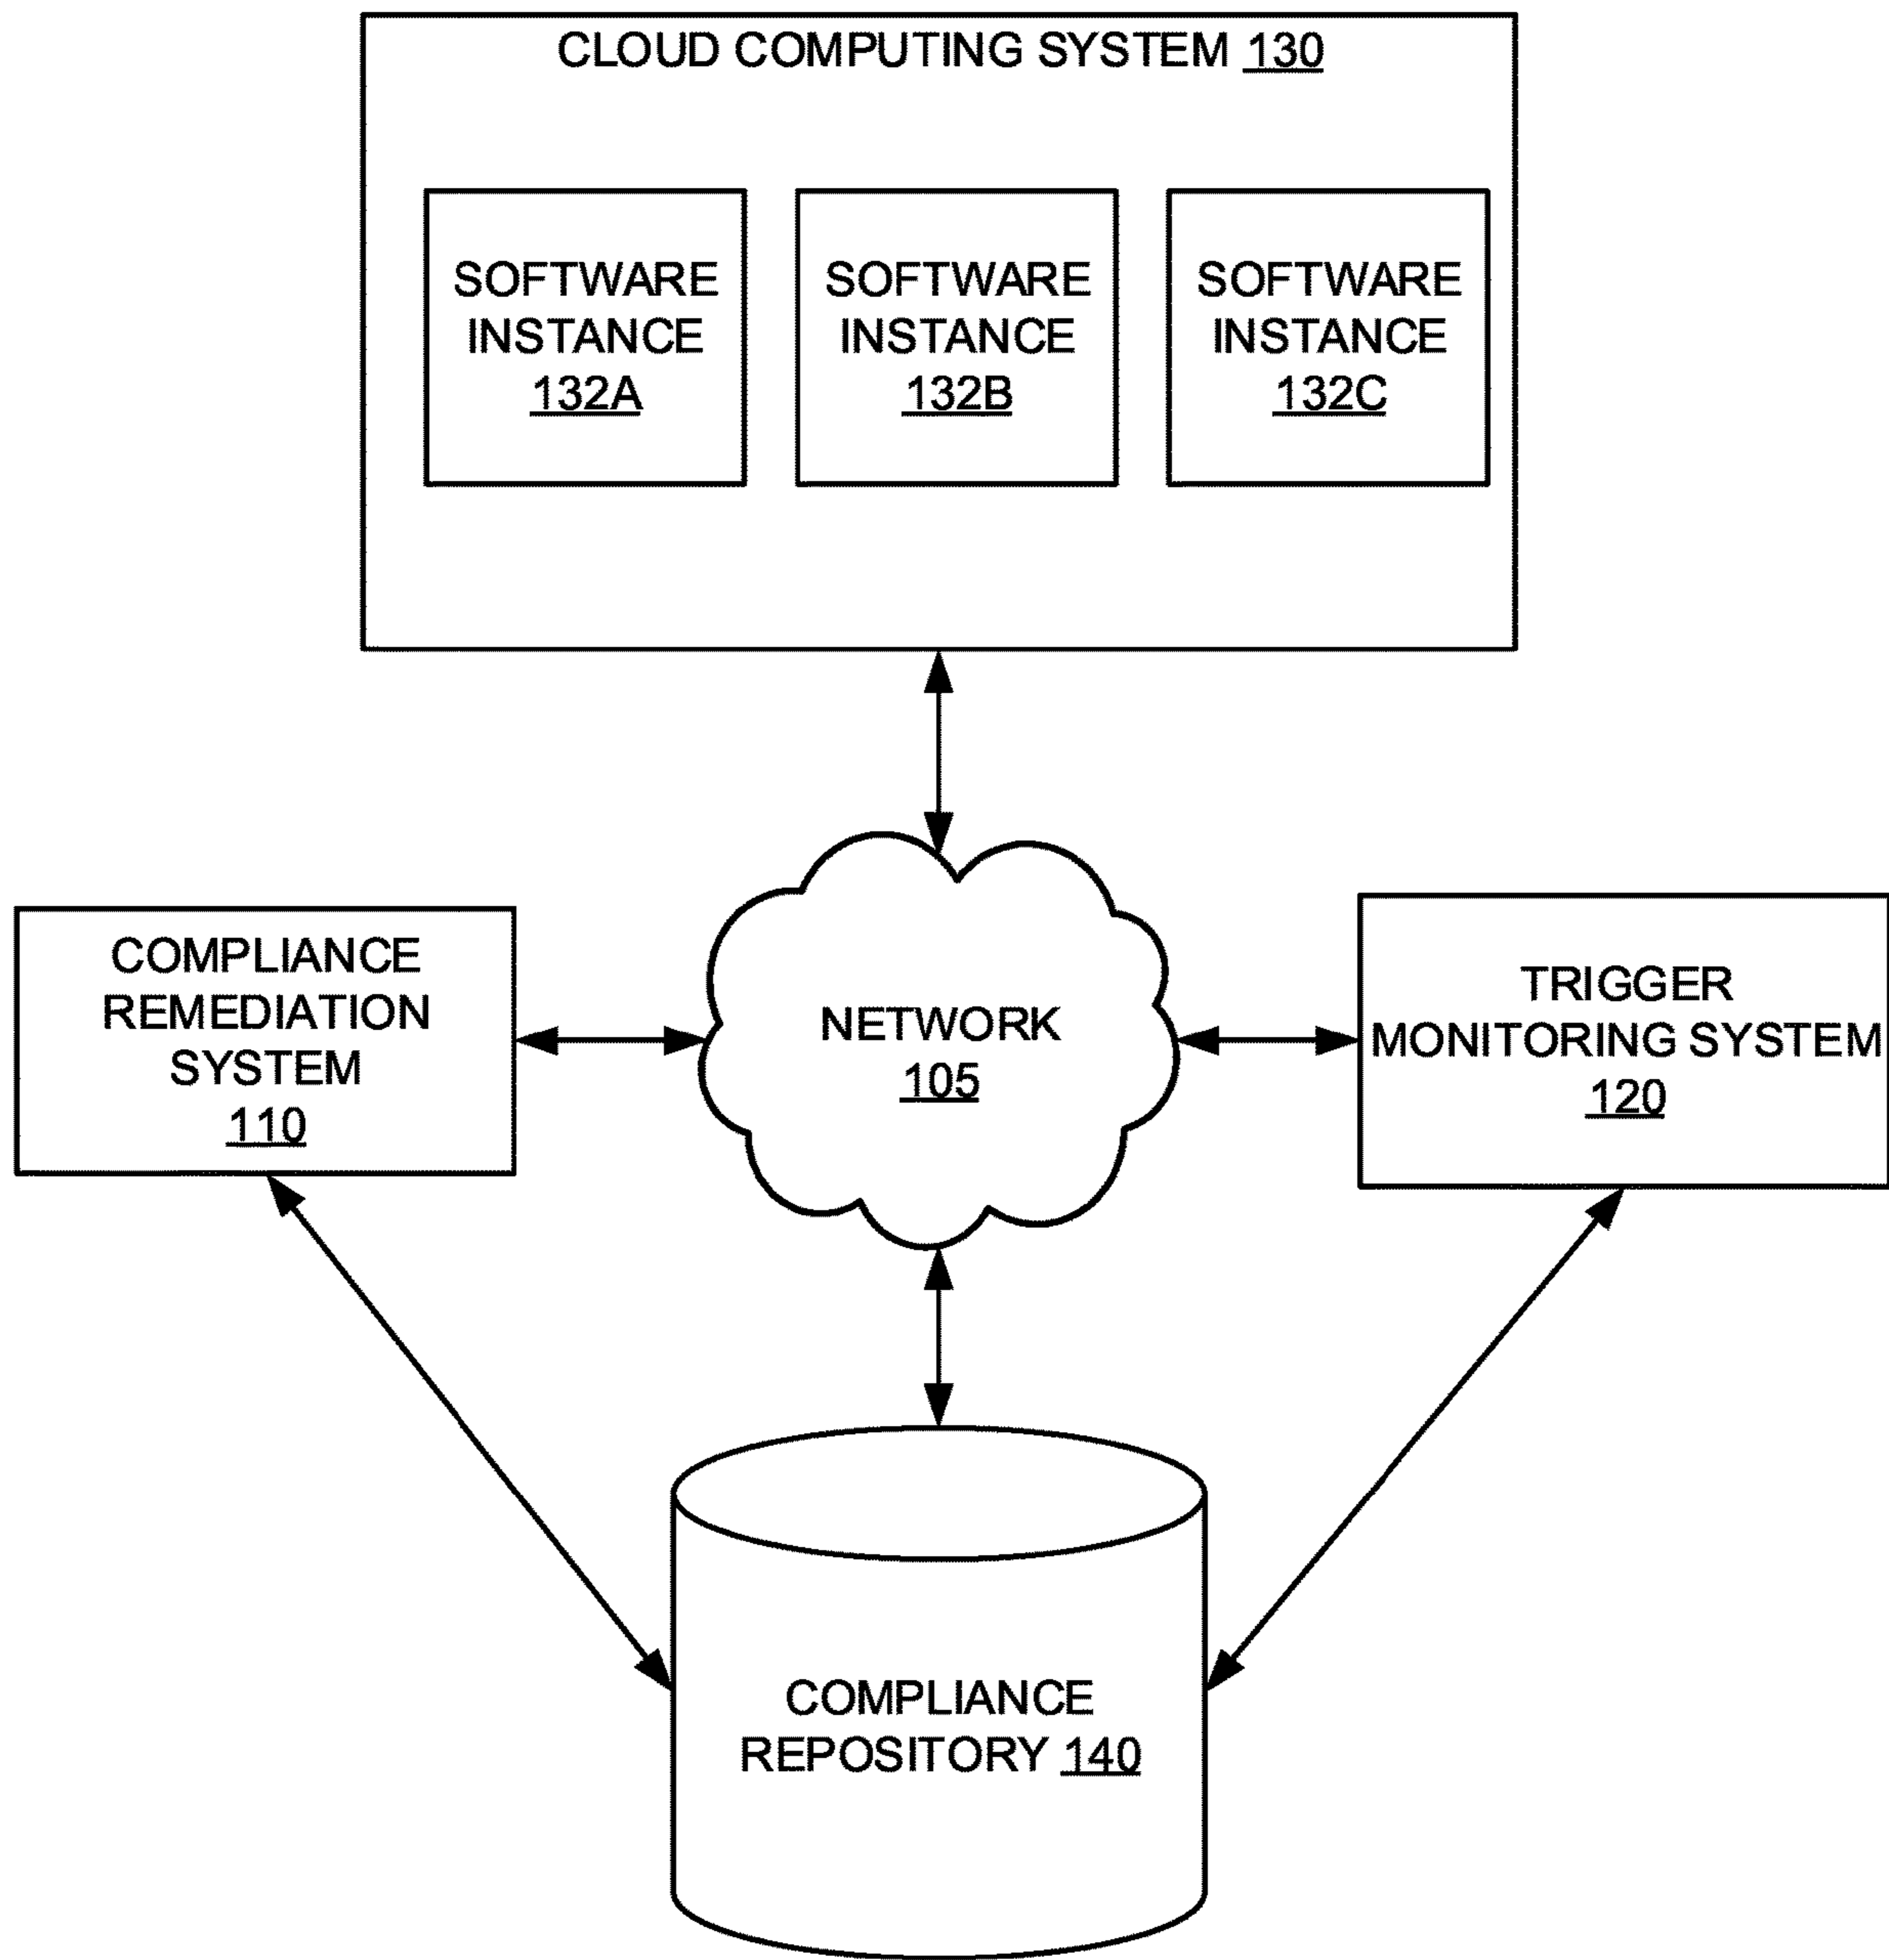 CLOUD COMPUTING SYSTEM 130
SOFTWARE
INSTANCE
132A
SOFTWARE
INSTANCE
132B
SOFTWARE
INSTANCE
132C
COMPLIANCE
REMEDIATION
SYSTEM
110
NETWORK
105
TRIGGER
MONITORING SYSTEM
120
COMPLIANCE
REPOSITORY 140